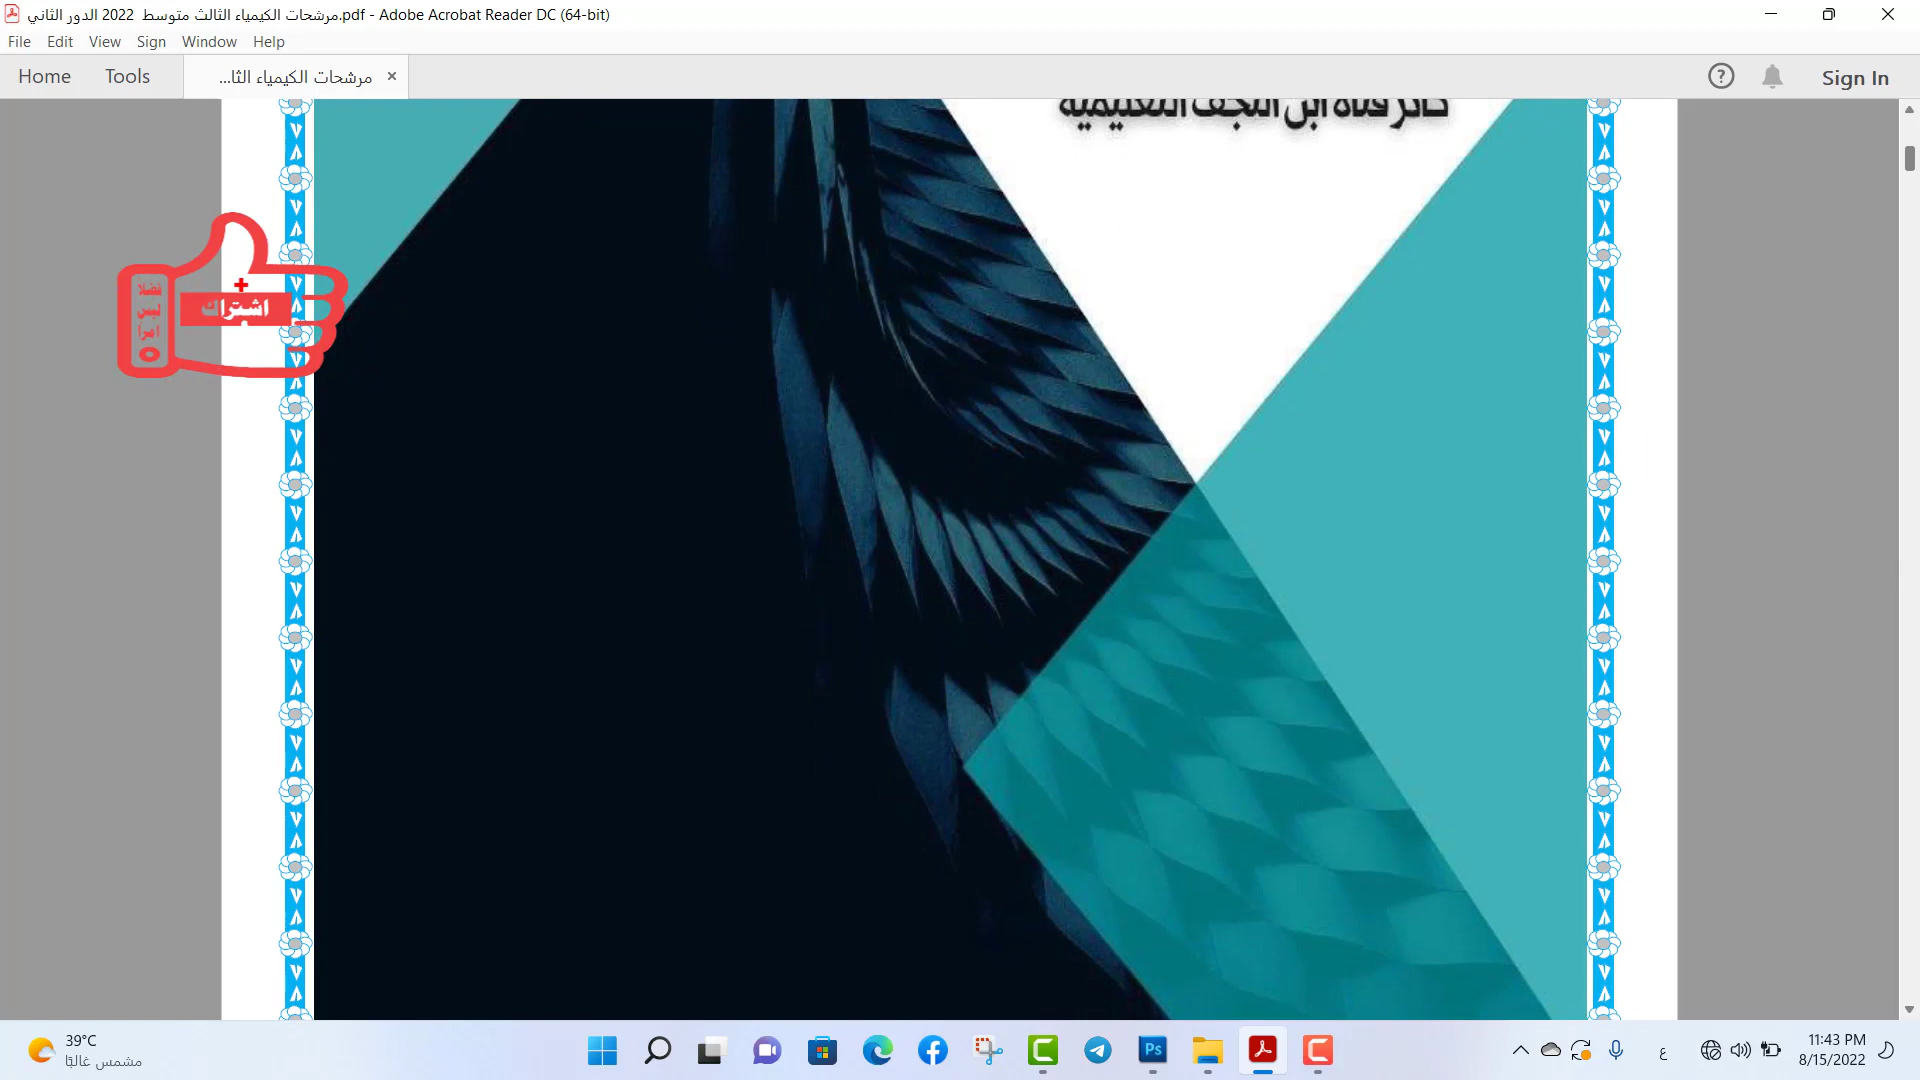 مرشحات الكيمياء الثالث متوسط 2022 الدور الثاني.pdf - Adobe Acrobat Reader DC (64-bit)
File Edit View Sign Window Help
Home Tools مرشحات الكيمياء الثا... × Sign In
اشتراك
39°C
مشمس غالبًا
ع
11:43 PM
8/15/2022